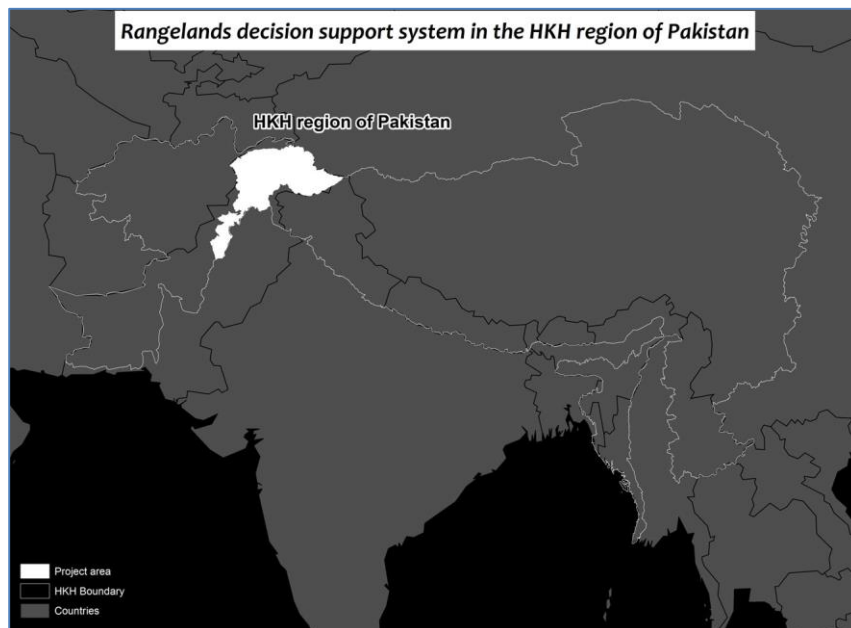 Rangelands decision support system in the HKH region of Pakistan
HKH region of Pakistan
Project area
HKH Boundary
Countries